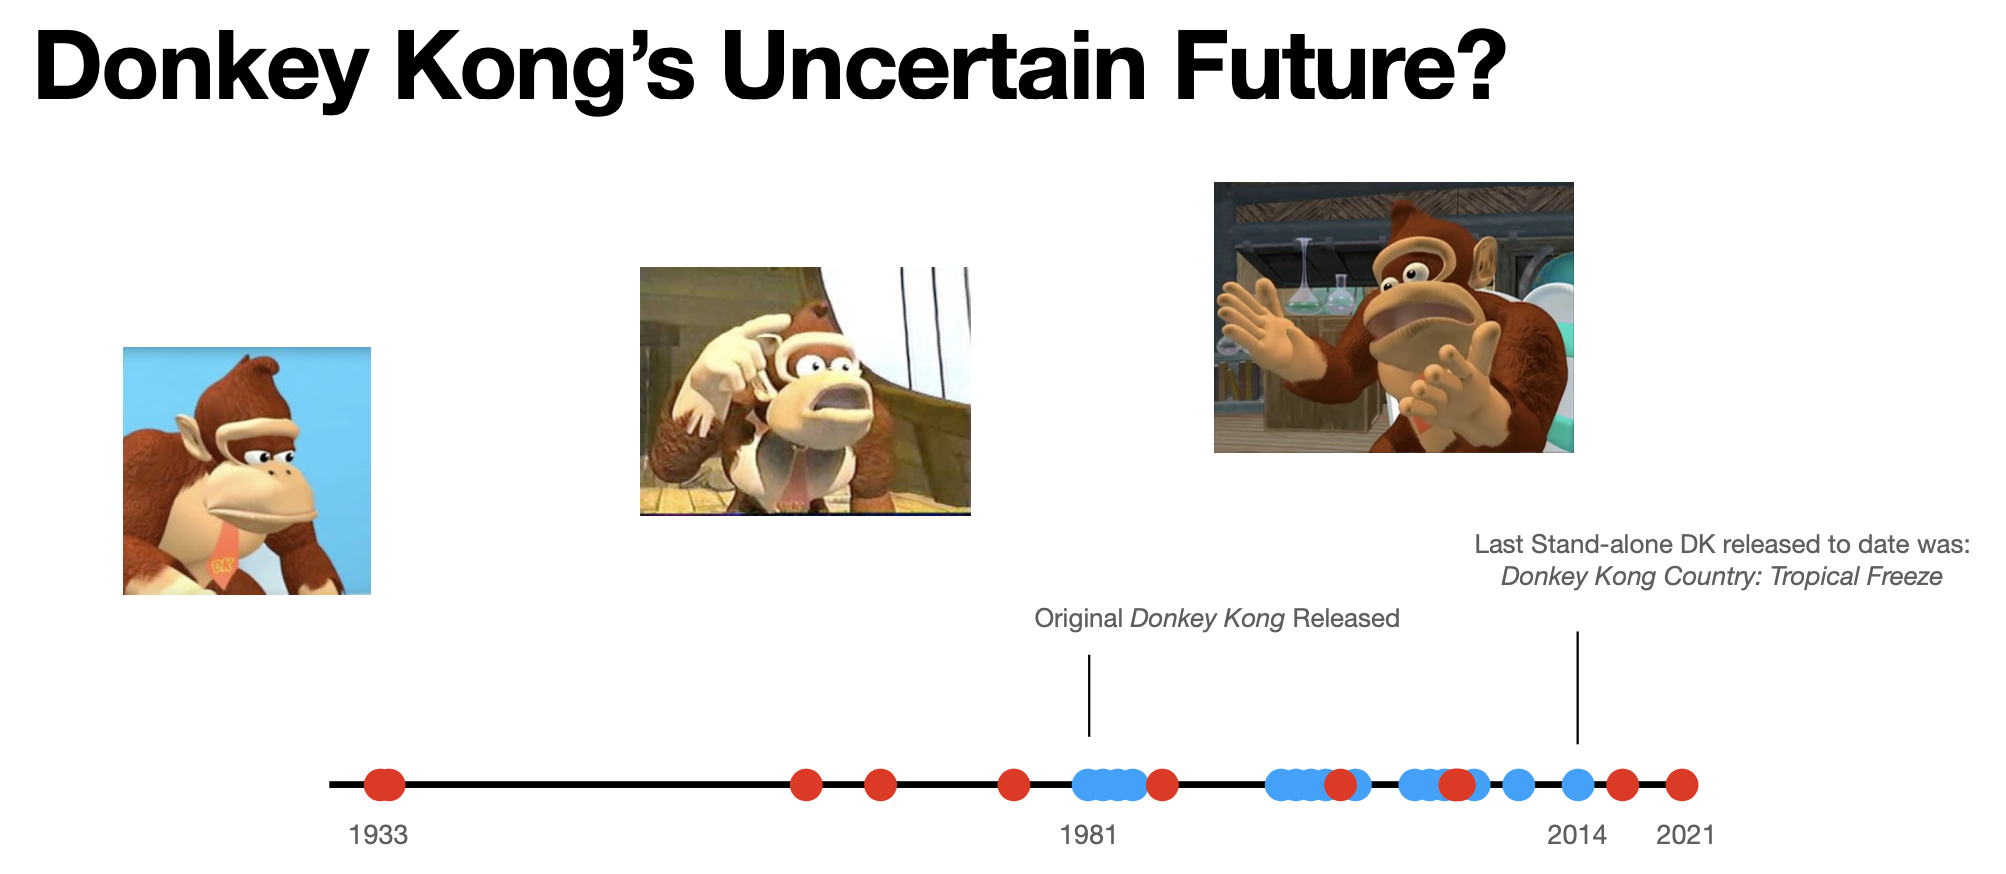 Donkey Kong’s Uncertain Future?
DK
Last Stand-alone DK released to date was:
Donkey Kong Country: Tropical Freeze
Original Donkey Kong Released
1933
1981
2014
2021